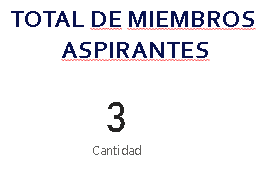 TOTAL DE MIEMBROS
ASPIRANTES
3
Cantidad